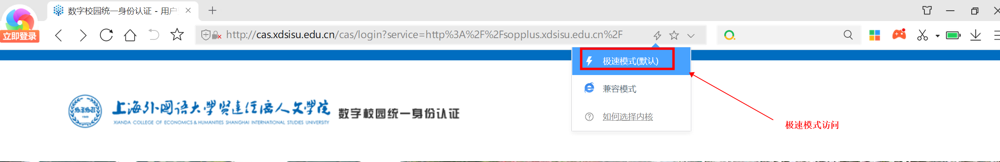 数字校园统一身份认证 - 用户
立即登录
http://cas.xdsisu.edu.cn/cas/login?service=http%3A%2F%2Fsopplus.xdsisu.edu.cn%2F
极速模式(默认)
兼容模式
如何选择内核
SISU
1949
上海外国语大学贤达经济人文学院
XIANDA COLLEGE OF ECONOMICS & HUMANITIES SHANGHAI INTERNATIONAL STUDIES UNIVERSITY
数字校园统一身份认证
极速模式访问